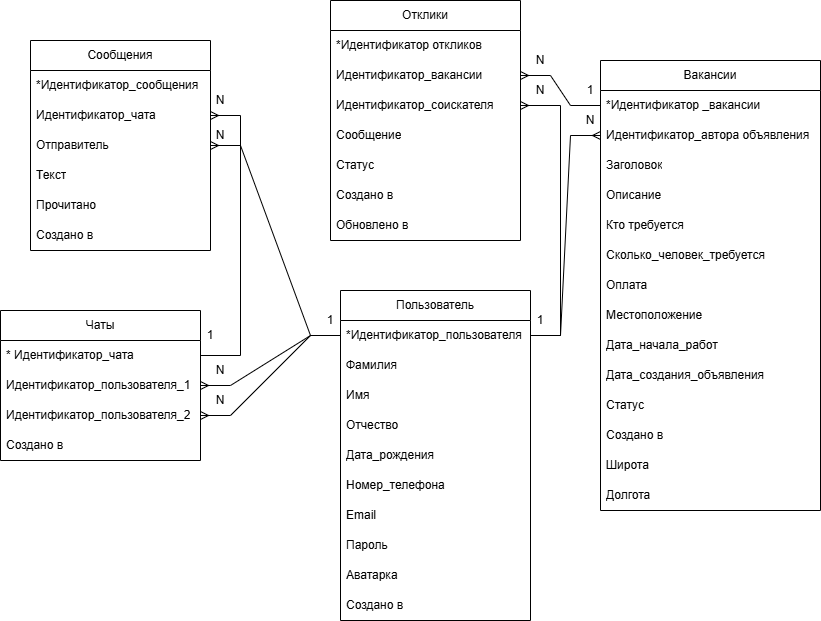 Сообщения
*Идентификатор_сообщения
Идентификатор_чата
Отправитель
Текст
Прочитано
Создано в
N
N
Отклики
*Идентификатор откликов
Идентификатор_вакансии
Идентификатор_соискателя
Сообщение
Статус
Создано в
Обновлено в
N
N
1
N
Вакансии
*Идентификатор _вакансии
Идентификатор_автора объявления
Заголовок
Описание
Кто требуется
Сколько_человек_требуется
Оплата
Местоположение
Дата_начала_работ
Дата_создания_объявления
Статус
Создано в
Широта
Долгота
Чаты
* Идентификатор_чата
Идентификатор_пользователя_1
Идентификатор_пользователя_2
Создано в
1
N
N
1
Пользователь
*Идентификатор_пользователя
Фамилия
Имя
Отчество
Дата_рождения
Номер_телефона
Email
Пароль
Аватарка
Создано в
1